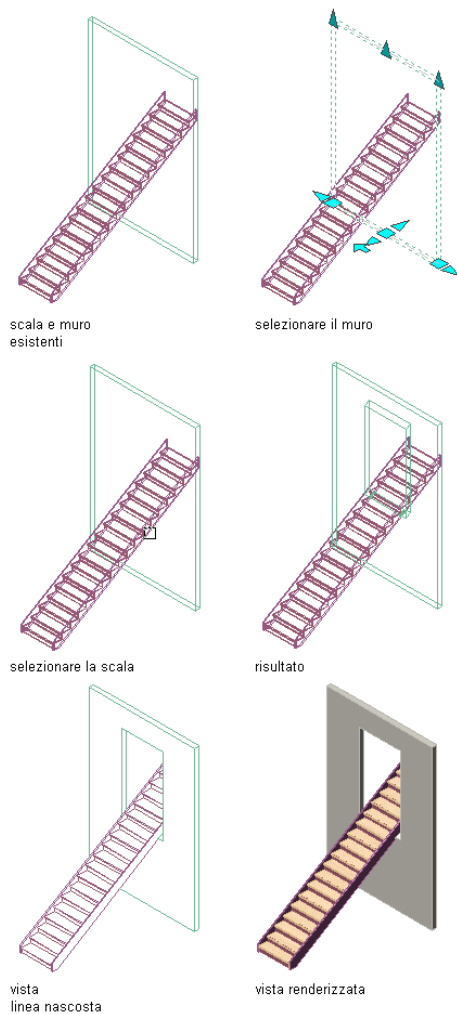 scala e muro
esistenti
selezionare il muro
selezionare la scala
risultato
vista
linea nascosta
vista renderizzata